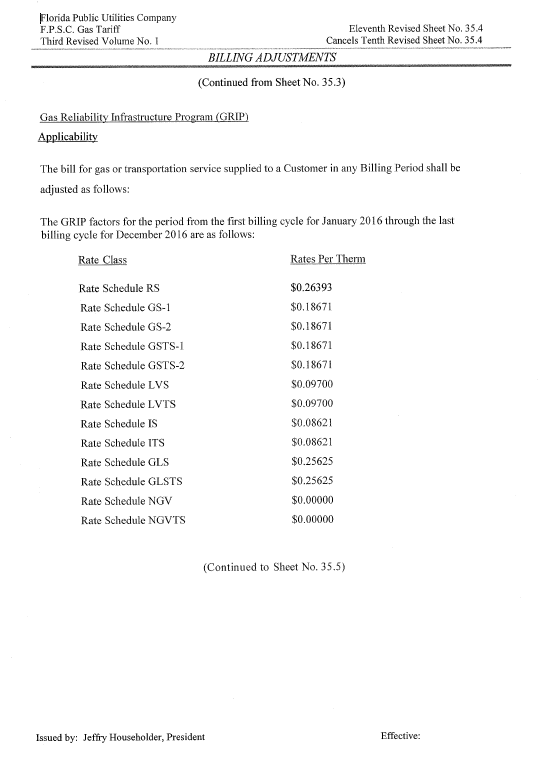 Florida Public Utilities Company
F.P.S.C. Gas Tariff
Eleventh Revised Sheet No. 35.4
Third Revised Volume No. 1
Cancels Tenth Revised Sheet No. 35.4
BILLING ADJUSTMENTS
(Continued from Sheet No. 35.3)
Gas Reliability Infrastructure Program (GRIP)
Applicability
The bill for gas or transportation service supplied to a Customer in any Billing Period shall be
adjusted as follows:
The GRIP factors for the period from the first billing cycle for January 2016 through the last
billing cycle for December 2016 are as follows:
Rate Class Rates Per Therm
Rate Schedule RS $0.26393
Rate Schedule GS-1 $0.18671
Rate Schedule GS-2 $0.18671
Rate Schedule GSTS-1 $0.18671
Rate Schedule GSTS-2 $0.18671
Rate Schedule LVS $0.09700
Rate Schedule LVTS $0.09700
Rate Schedule IS $0.08621
Rate Schedule ITS $0.08621
Rate Schedule GLS $0.25625
Rate Schedule GLSTS $0.25625
Rate Schedule NGV $0.00000
Rate Schedule NGVTS $0.00000
(Continued to Sheet No. 35.5)
Issued by: Jeffry Householder, President Effective: